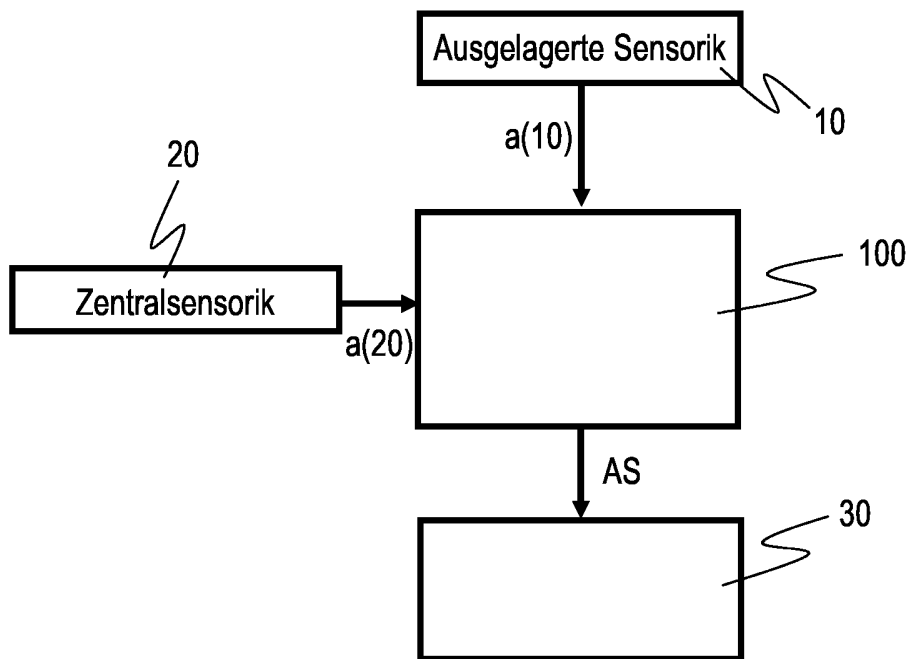 Ausgelagerte Sensorik
10
a(10)
20
100
Zentralsensorik
a(20)
AS
30